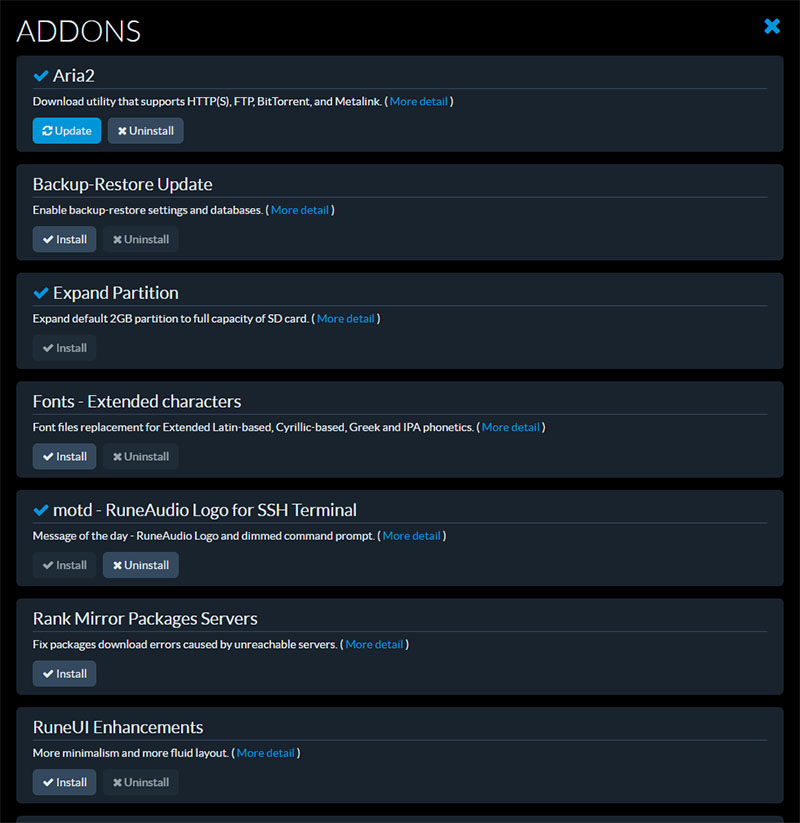 ADDONS
Aria2
Download utility that supports HTTP(S), FTP, BitTorrent, and Metalink. ( More detail )
Update Uninstall
Backup-Restore Update
Enable backup-restore settings and databases. ( More detail )
Install Uninstall
Expand Partition
Expand default 2GB partition to full capacity of SD card. ( More detail )
Install
Fonts - Extended characters
Font files replacement for Extended Latin-based, Cyrillic-based, Greek and IPA phonetics. ( More detail )
Install Uninstall
motd - RuneAudio Logo for SSH Terminal
Message of the day - RuneAudio Logo and dimmed command prompt. ( More detail )
Install Uninstall
Rank Mirror Packages Servers
Fix packages download errors caused by unreachable servers. ( More detail )
Install
RuneUI Enhancements
More minimalism and more fluid layout. ( More detail )
Install Uninstall